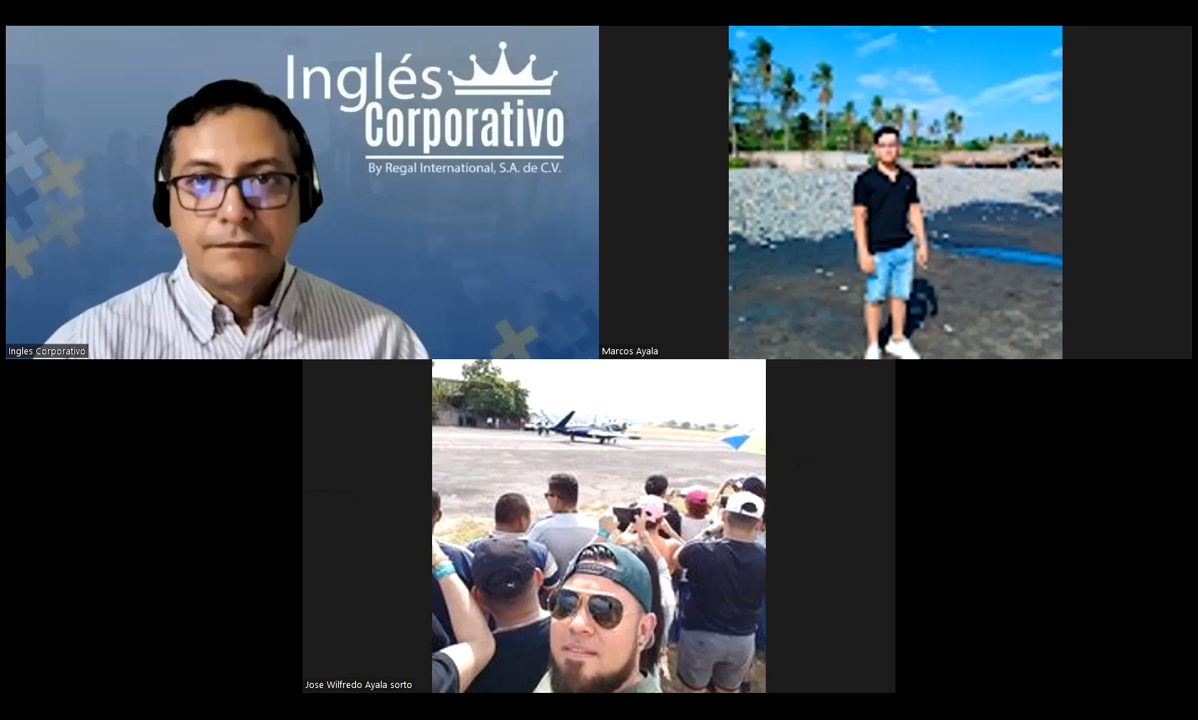 Inglés
Corporativo
By Regal International, S.A. de C.V.
Ingles Corporativo
Marcos Ayala
Jose Wilfredo Ayala sorto